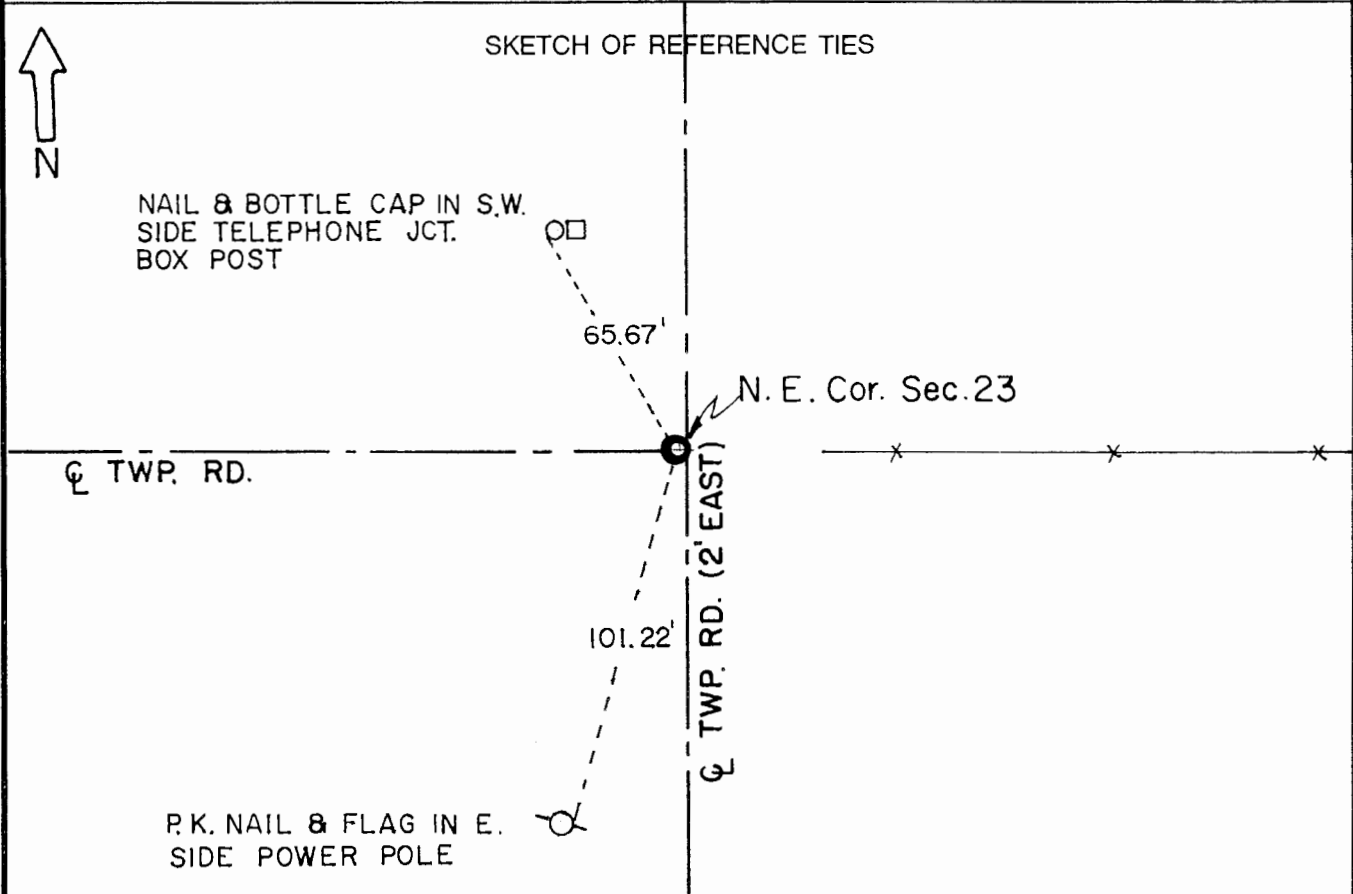 SKETCH OF REFERENCE TIES
N
NAIL & BOTTLE CAP IN S.W.
SIDE TELEPHONE JCT.
BOX POST
65.67'
N. E. Cor. Sec. 23
℄ TWP. RD.
℄ TWP. RD. (2' EAST)
101.22'
P.K. NAIL & FLAG IN E.
SIDE POWER POLE